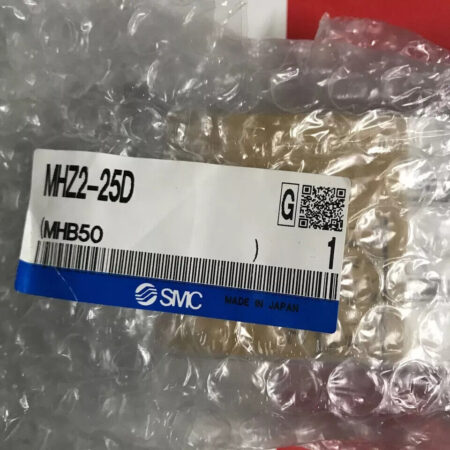 MHZ2-25D
G
(MHB50 )
1
SMC
MADE IN JAPAN